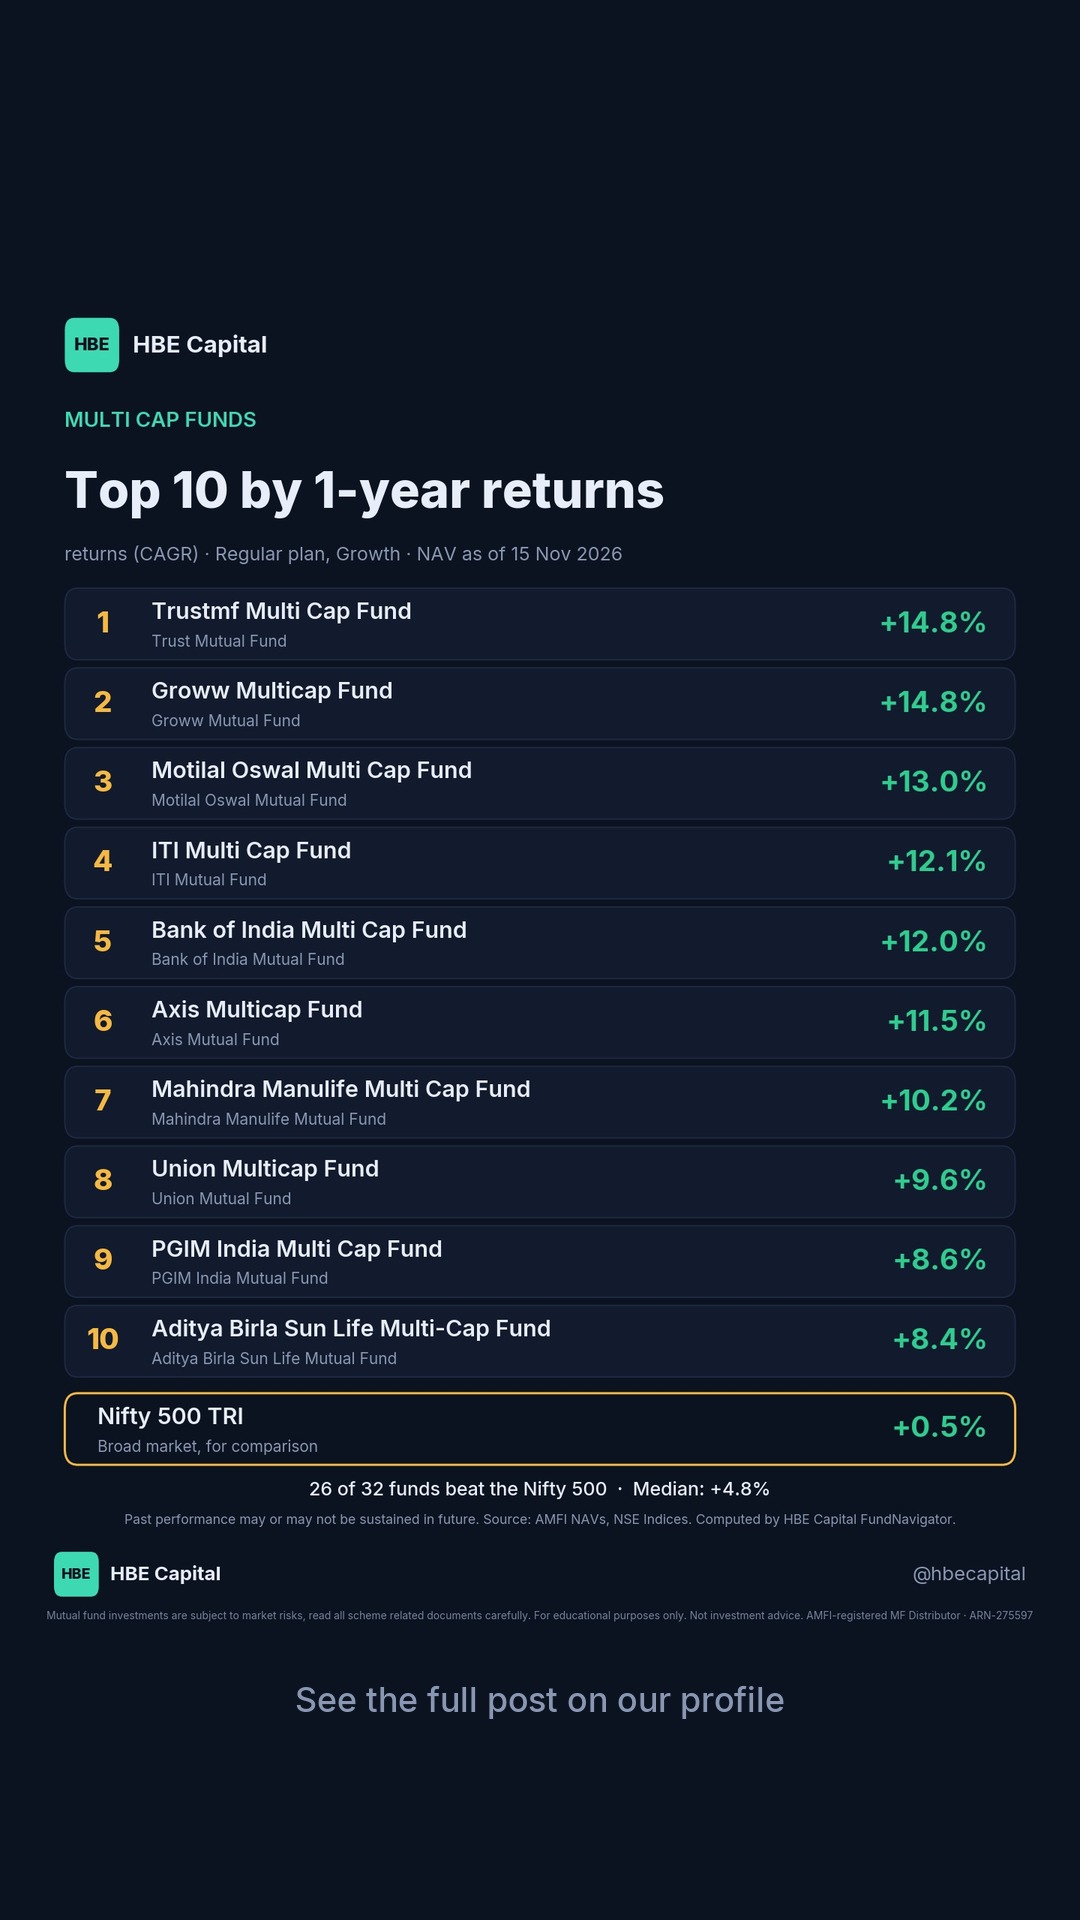 HBE HBE Capital
MULTI CAP FUNDS
Top 10 by 1-year returns
returns (CAGR) · Regular plan, Growth · NAV as of 15 Nov 2026
1 Trustmf Multi Cap Fund +14.8%
Trust Mutual Fund
2 Groww Multicap Fund +14.8%
Groww Mutual Fund
3 Motilal Oswal Multi Cap Fund +13.0%
Motilal Oswal Mutual Fund
4 ITI Multi Cap Fund +12.1%
ITI Mutual Fund
5 Bank of India Multi Cap Fund +12.0%
Bank of India Mutual Fund
6 Axis Multicap Fund +11.5%
Axis Mutual Fund
7 Mahindra Manulife Multi Cap Fund +10.2%
Mahindra Manulife Mutual Fund
8 Union Multicap Fund +9.6%
Union Mutual Fund
9 PGIM India Multi Cap Fund +8.6%
PGIM India Mutual Fund
10 Aditya Birla Sun Life Multi-Cap Fund +8.4%
Aditya Birla Sun Life Mutual Fund
Nifty 500 TRI +0.5%
Broad market, for comparison
26 of 32 funds beat the Nifty 500 · Median: +4.8%
Past performance may or may not be sustained in future. Source: AMFI NAVs, NSE Indices. Computed by HBE Capital FundNavigator.
HBE HBE Capital @hbecapital
Mutual fund investments are subject to market risks, read all scheme related documents carefully. For educational purposes only. Not investment advice. AMFI-registered MF Distributor · ARN-275597
See the full post on our profile